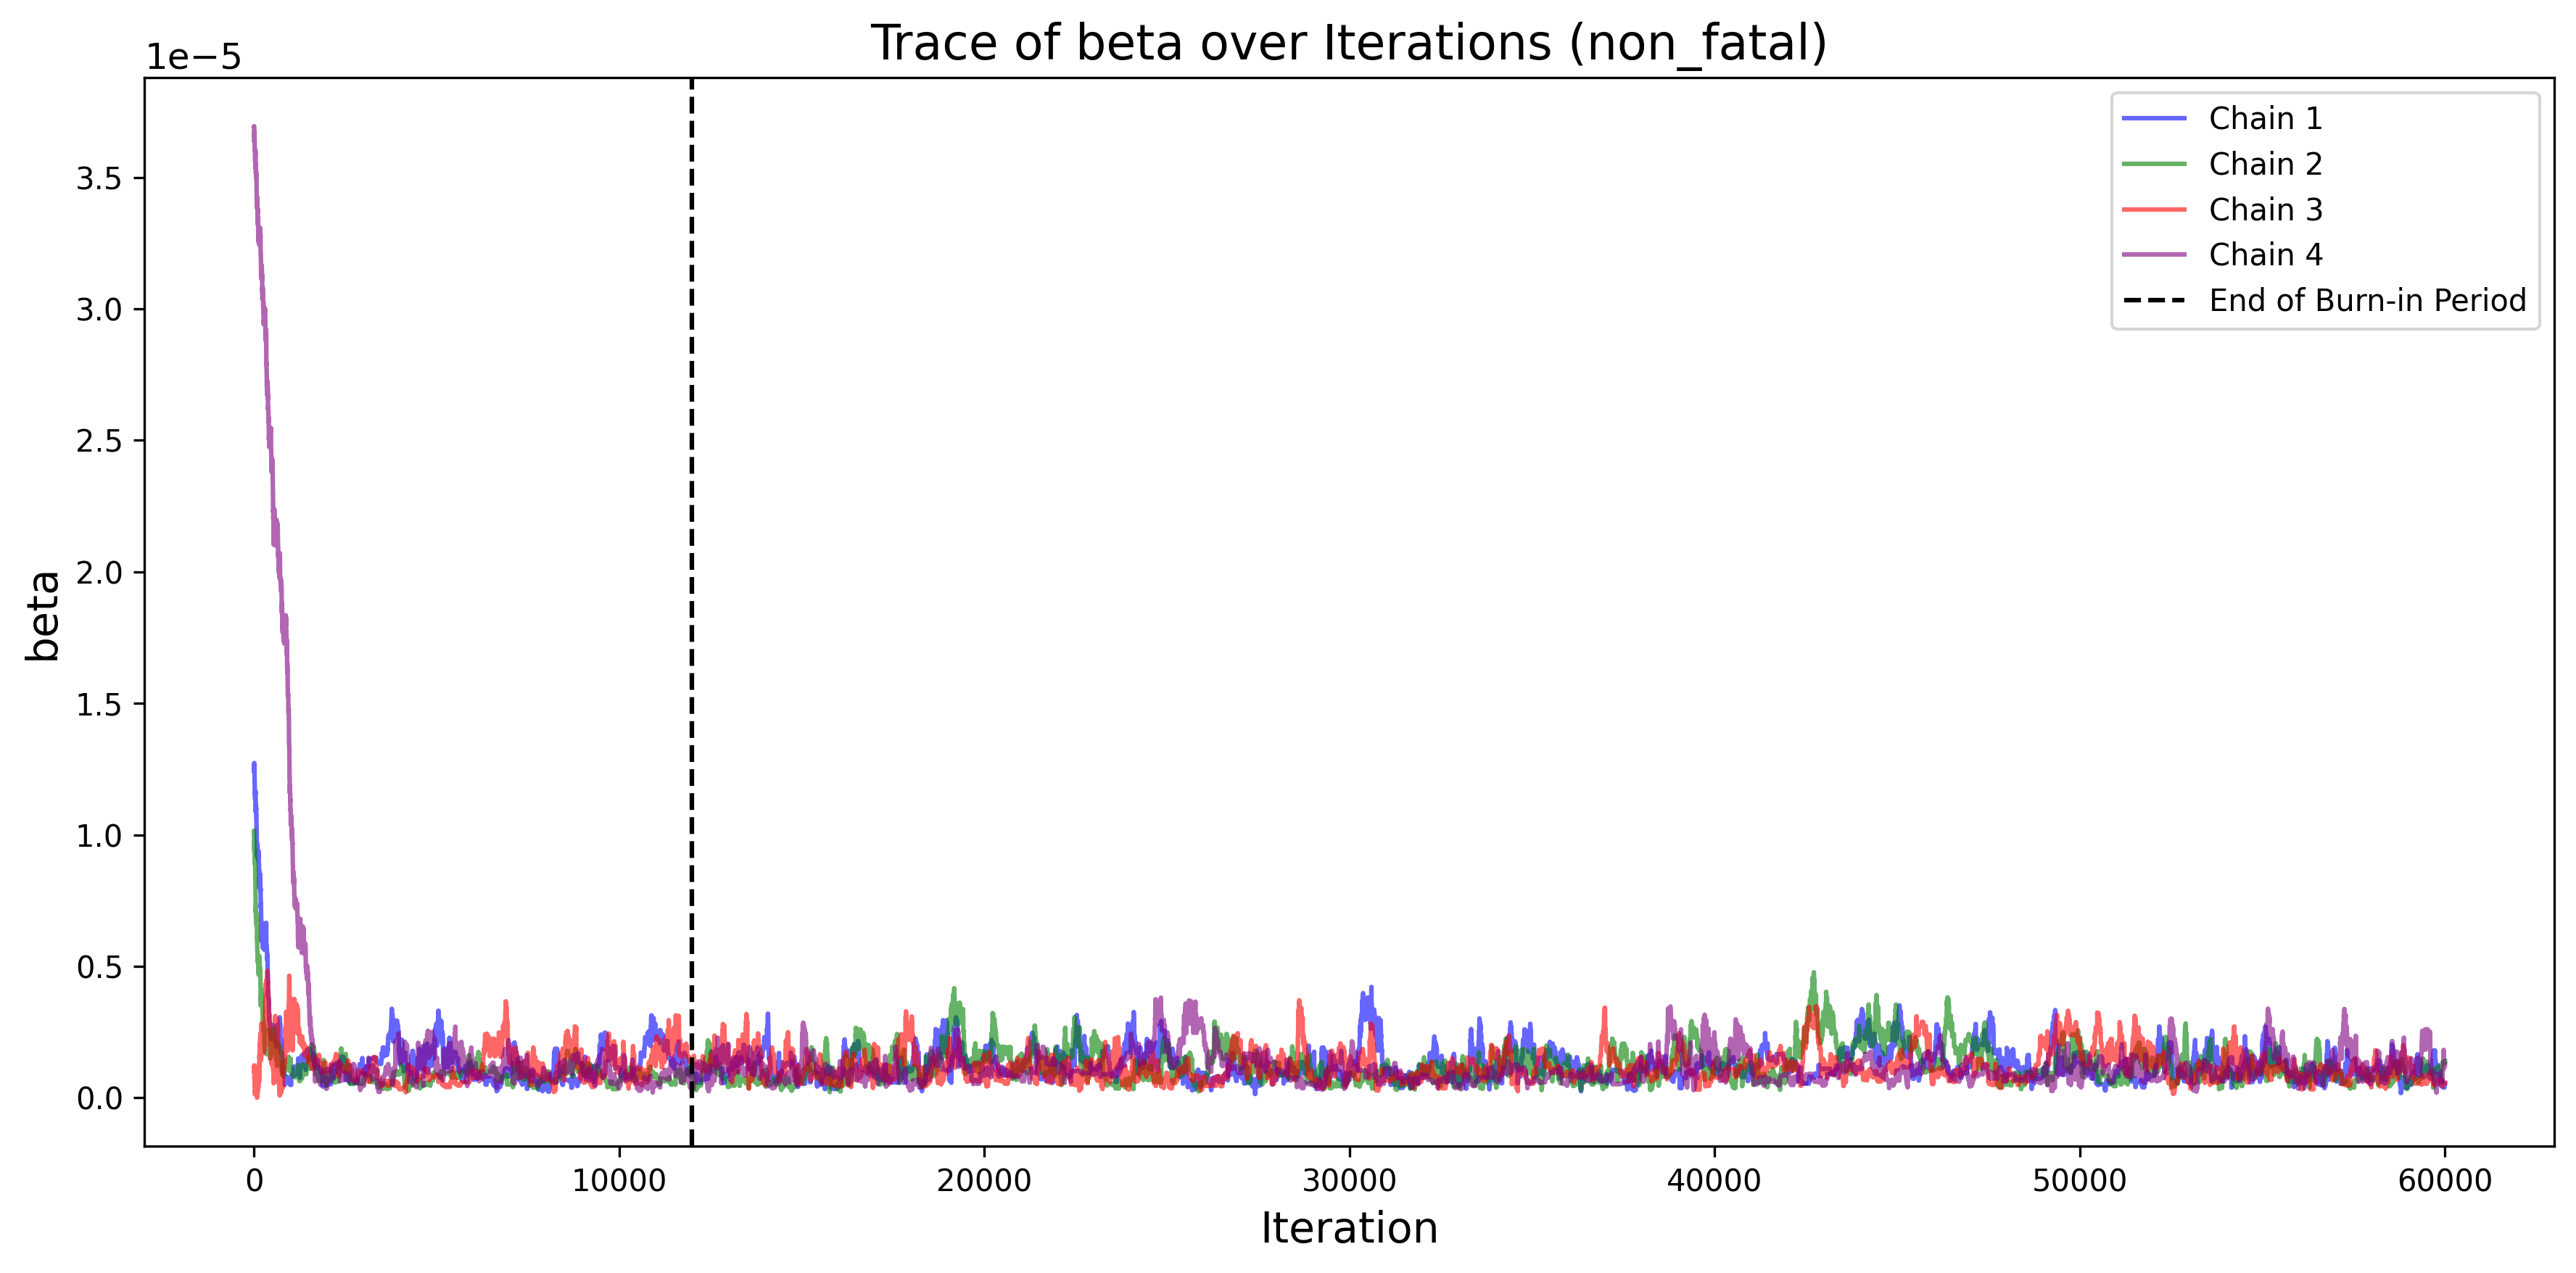 Trace of beta over Iterations (non_fatal)
1e−5
3.5
3.0
2.5
2.0
1.5
1.0
0.5
0.0
beta
Chain 1
Chain 2
Chain 3
Chain 4
End of Burn-in Period
0 10000 20000 30000 40000 50000 60000
Iteration